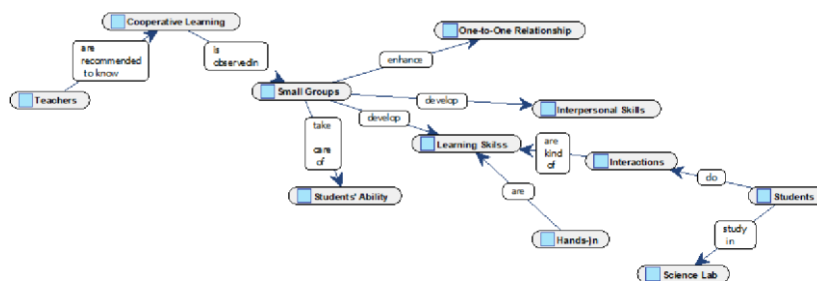 Cooperative Learning
are
recommended
to know
is
observedIn
One-to-One Relationship
enhance
Teachers
Small Groups
develop
Interpersonal Skills
take
care
of
develop
Learning Skilss
are
kind
of
Interactions
do
are
Students' Ability
Students
Hands-)n
study
in
Science Lab